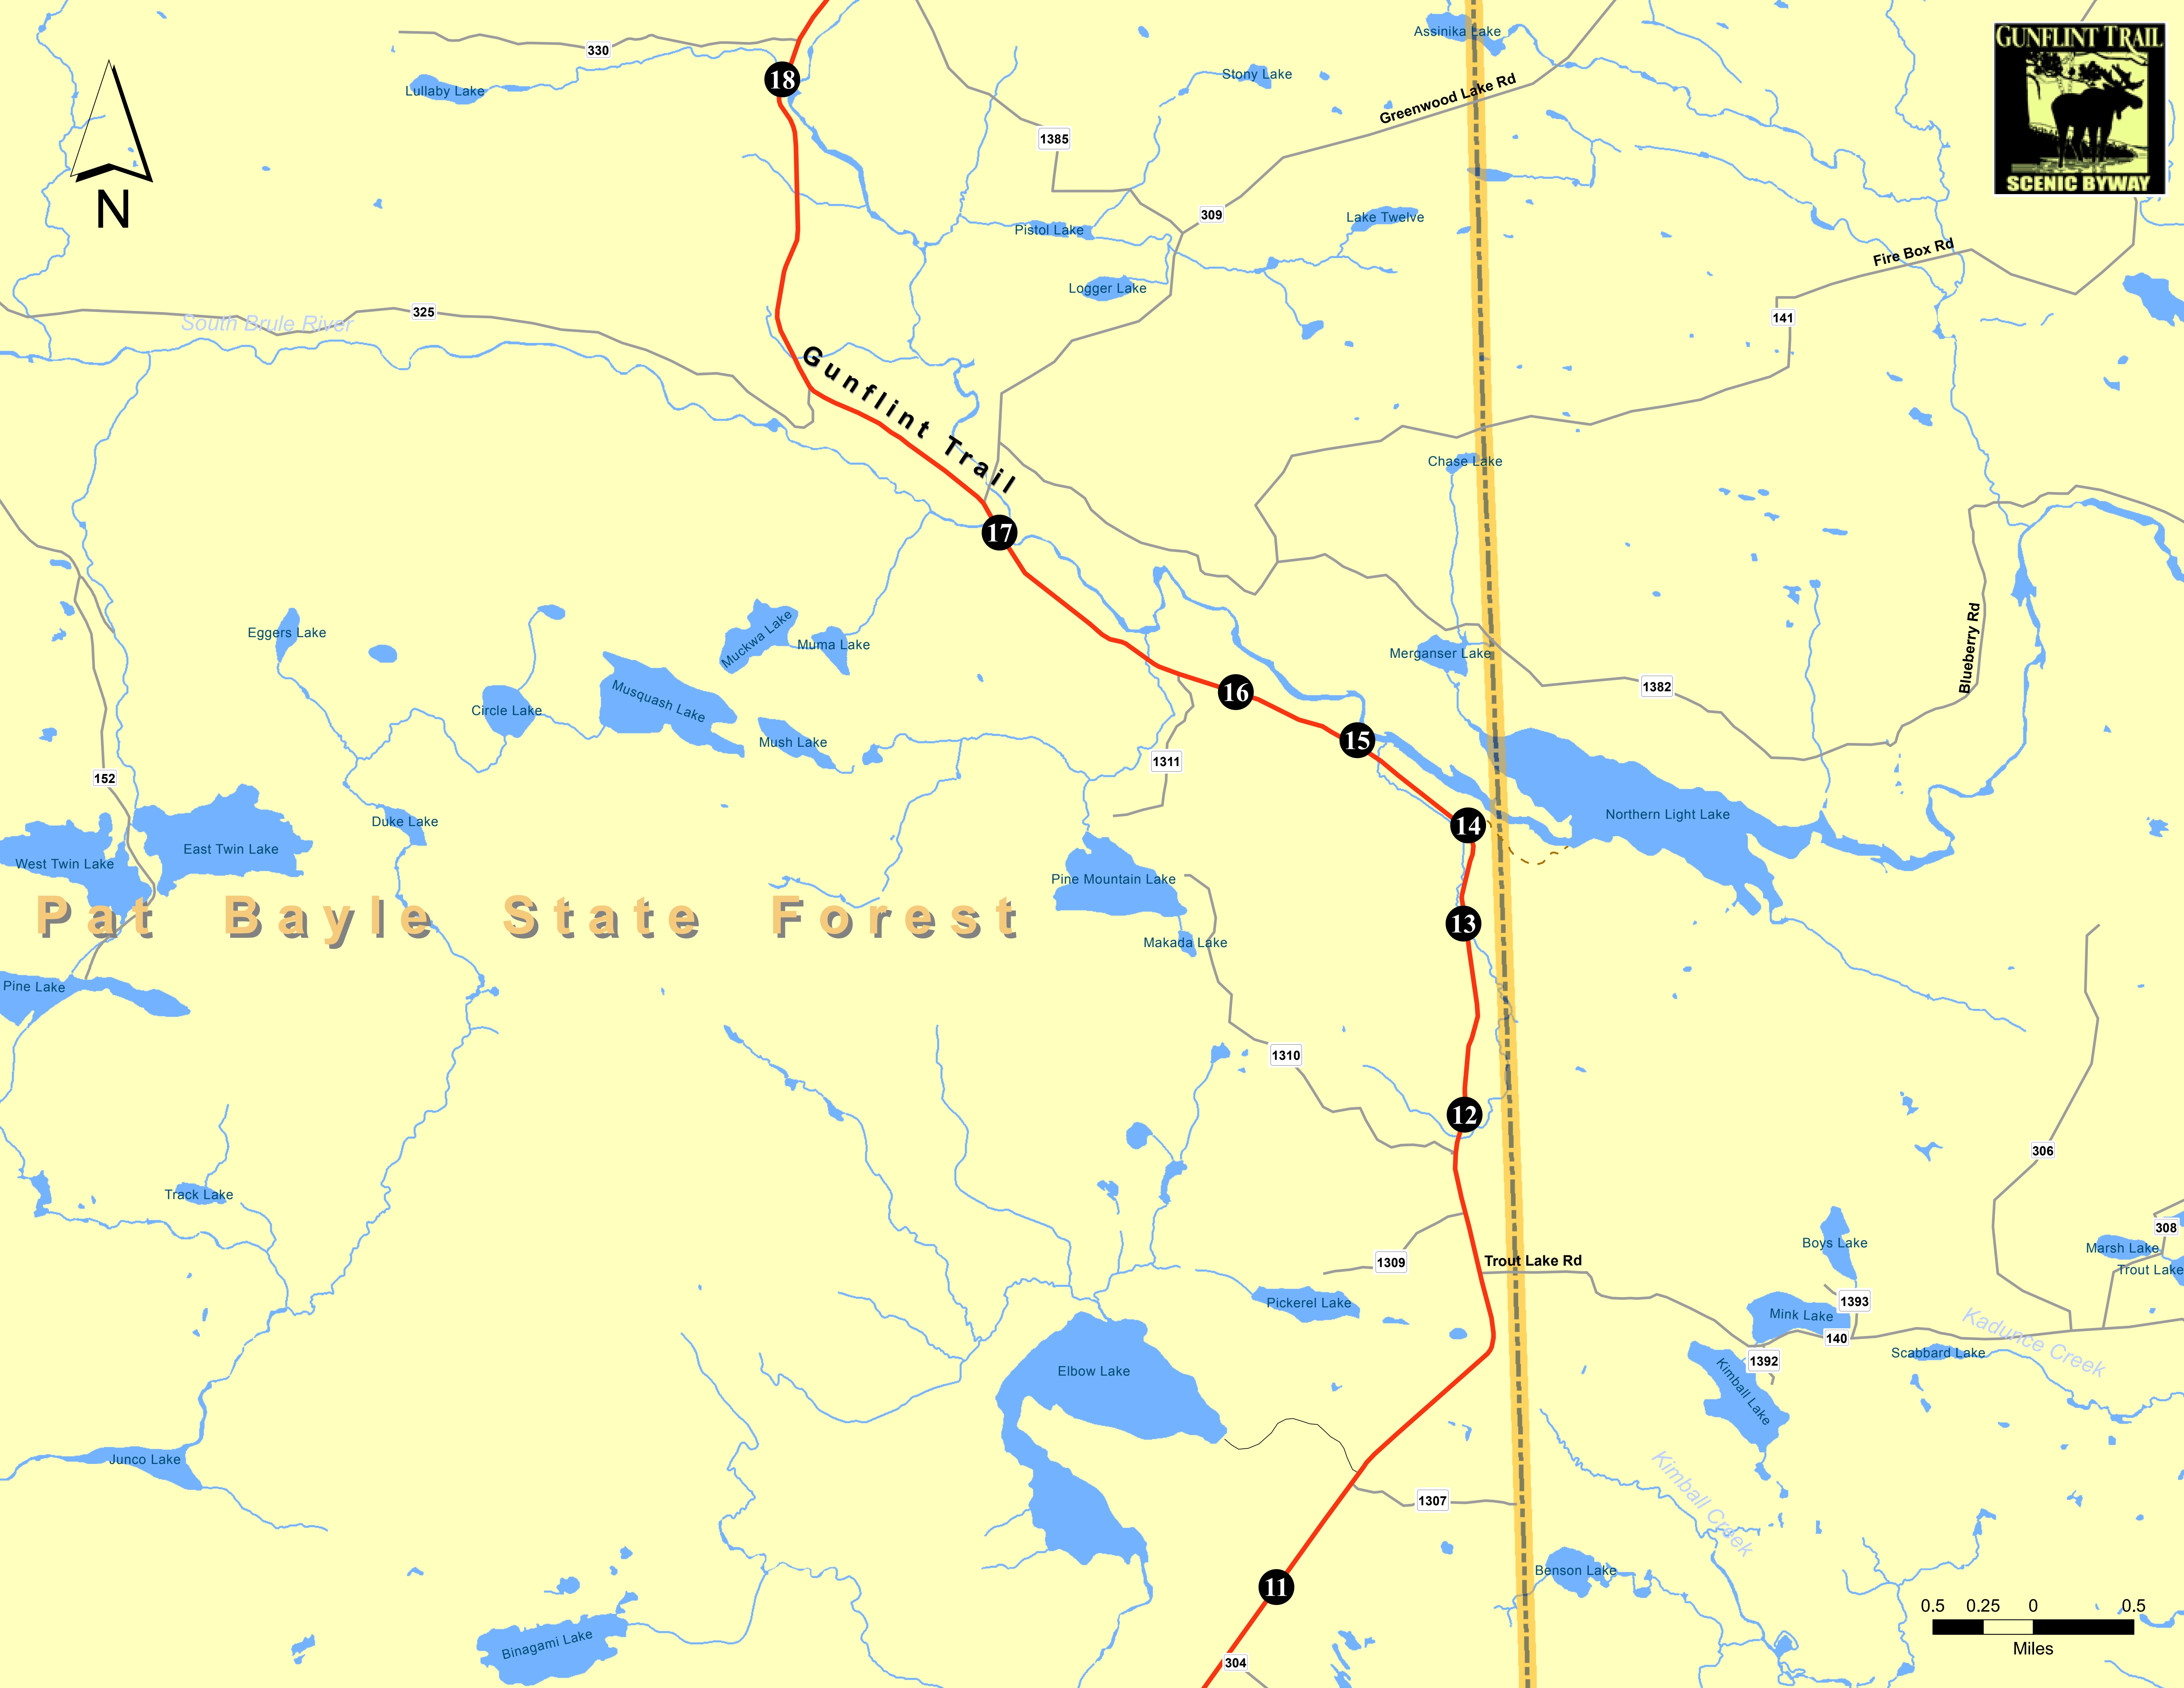 Assinika Lake
GUNFLINT TRAIL
SCENIC BYWAY
330
18
Lullaby Lake
Stony Lake
Greenwood Lake Rd
1385
N
309
Lake Twelve
Pistol Lake
Fire Box Rd
Logger Lake
325
South Brule River
141
Gunflint Trail
Chase Lake
17
Eggers Lake
Muckwa Lake
Muma Lake
Merganser Lake
Blueberry Rd
1382
16
Circle Lake
Musquash Lake
Mush Lake
15
1311
152
Duke Lake
14
Northern Light Lake
East Twin Lake
West Twin Lake
Pine Mountain Lake
Pat Bayle State Forest
13
Makada Lake
Pine Lake
1310
12
306
Track Lake
308
Boys Lake
Marsh Lake
Trout Lake
1309
Trout Lake Rd
Pickerel Lake
1393
Mink Lake
140
Kadunce Creek
Scabbard Lake
1392
Kimball Lake
Elbow Lake
Junco Lake
1307
Kimball Creek
Benson Lake
11
0.5 0.25 0 0.5
Miles
Binagami Lake
304